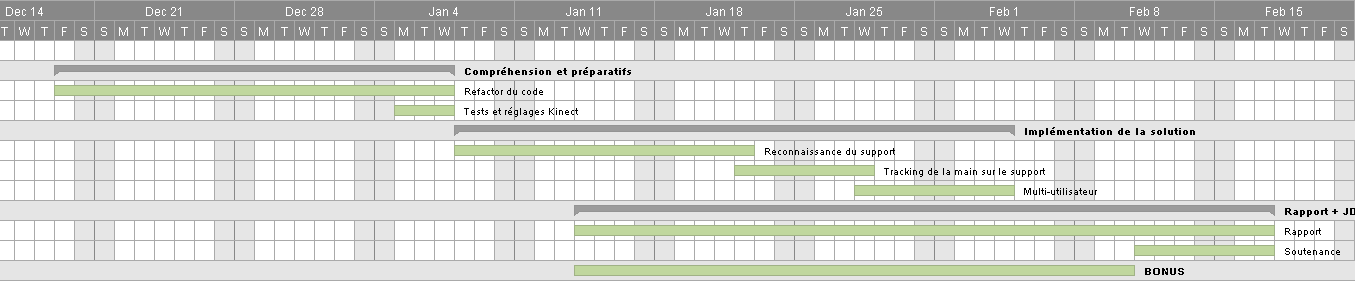 Dec 14 Dec 21 Dec 28 Jan 4 Jan 11 Jan 18 Jan 25 Feb 1 Feb 8 Feb 15
T W T F S S M T W T F S S M T W T F S S M T W T F S S M T W T F S S M T W T F S S M T W T F S S M T W T F S S M T W T F S S M T W T F S
Compréhension et préparatifs
Refactor du code
Tests et réglages Kinect
Implémentation de la solution
Reconnaissance du support
Tracking de la main sur le support
Multi-utilisateur
Rapport + JD
Rapport
Soutenance
BONUS